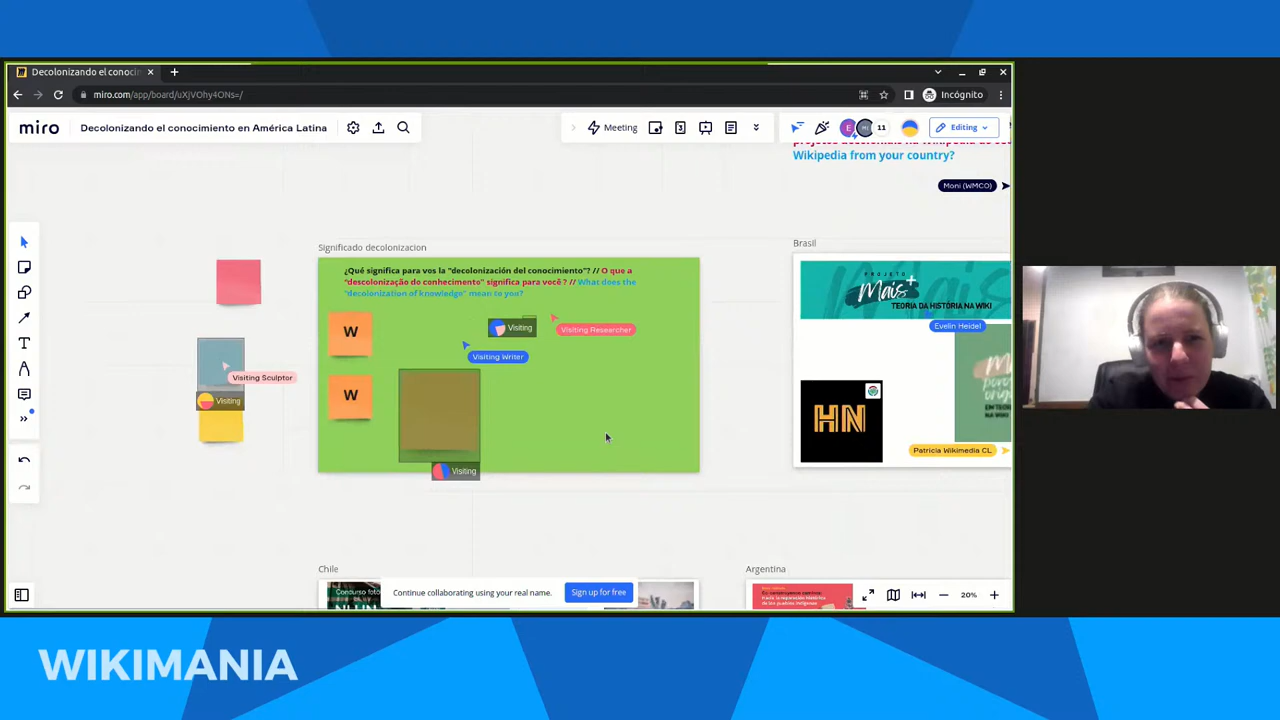 Decolonizando el conoci
miro.com/app/board/uXjVOhy4ONs=/
Incógnito
miro
Decolonizando el conocimiento en América Latina
Meeting
3
E
11
Editing
Wikipedia from your country?
Moni (WMCO)
Significado decolonizacion
Brasil
¿Qué significa para vos la "decolonización del conocimiento"? // O que a
"descolonização do conhecimento" significa para você ? // What does the
"decolonization of knowledge" mean to you?
PROJETO
Mais+
TEORIA DA HISTÓRIA NA WIKI
W
Visiting
Visiting Researcher
Evelin Heidel
Visiting Writer
Visiting Sculptor
W
Visiting
HN
Patricia Wikimedia CL
Visiting
Chile
Argentina
Continue collaborating using your real name.
Sign up for free
20%
WIKIMANIA